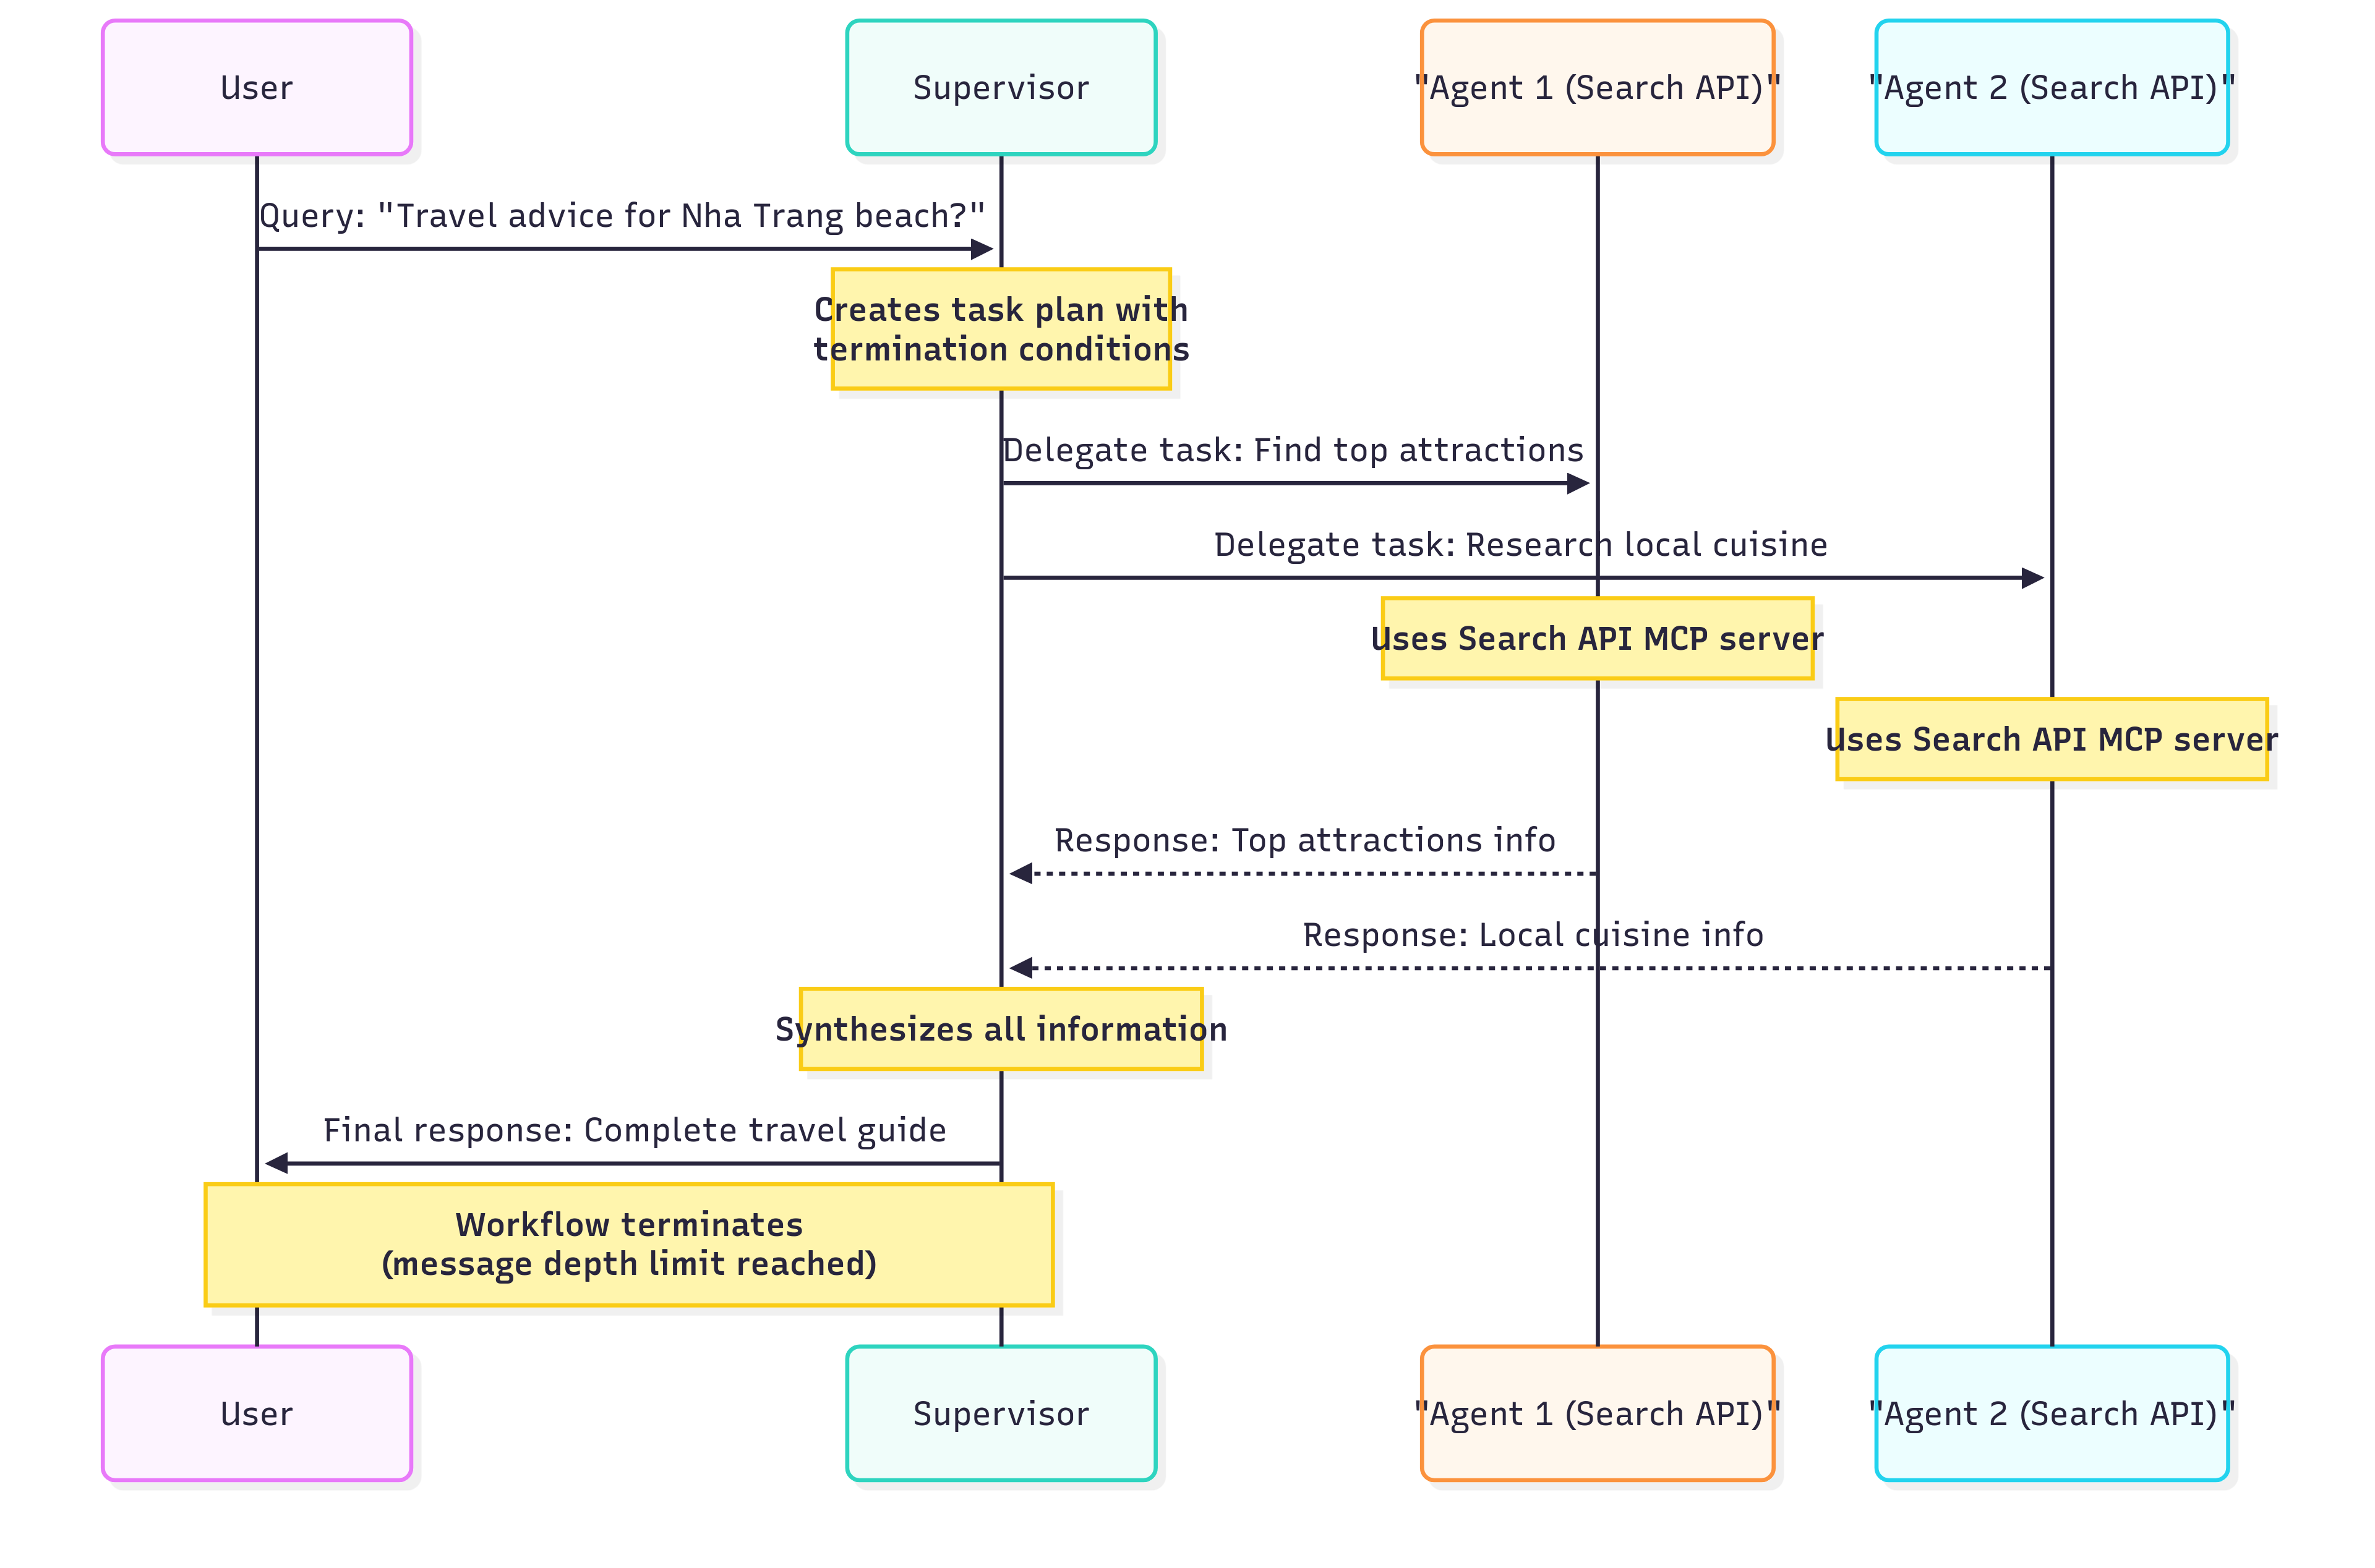 User
Supervisor
"Agent 1 (Search API)"
"Agent 2 (Search API)"
Query: "Travel advice for Nha Trang beach?"
Creates task plan with
termination conditions
Delegate task: Find top attractions
Delegate task: Research local cuisine
Uses Search API MCP server
Uses Search API MCP server
Response: Top attractions info
Response: Local cuisine info
Synthesizes all information
Final response: Complete travel guide
Workflow terminates
(message depth limit reached)
User
Supervisor
"Agent 1 (Search API)"
"Agent 2 (Search API)"